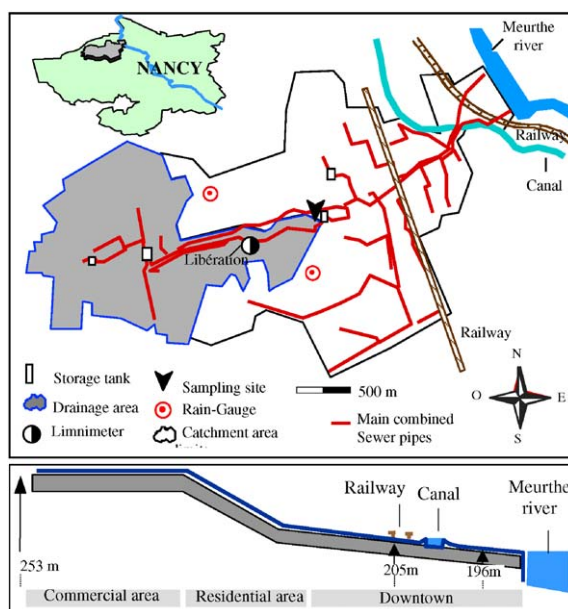 Meurthe
river
NANCY
Railway
Canal
Libération
Railway
Storage tank
Sampling site
500 m
Drainage area
Rain-Gauge
Limnimeter
Catchment area
Main combined
Sewer pipes
N
O
E
S
Railway
Canal
Meurthe
river
253 m
205m
196m
Commercial area
Residential area
Downtown